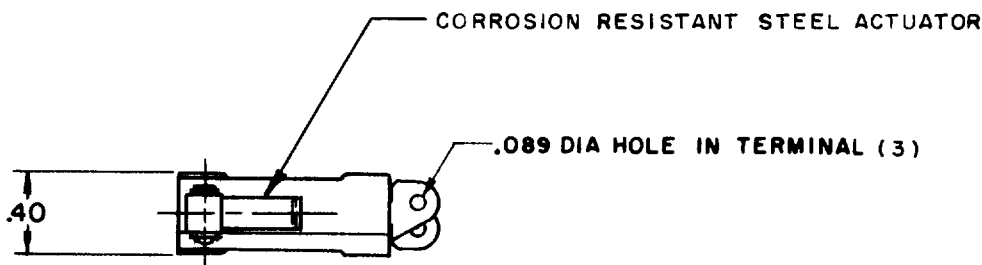 CORROSION RESISTANT STEEL ACTUATOR
.089 DIA HOLE IN TERMINAL (3)
.40